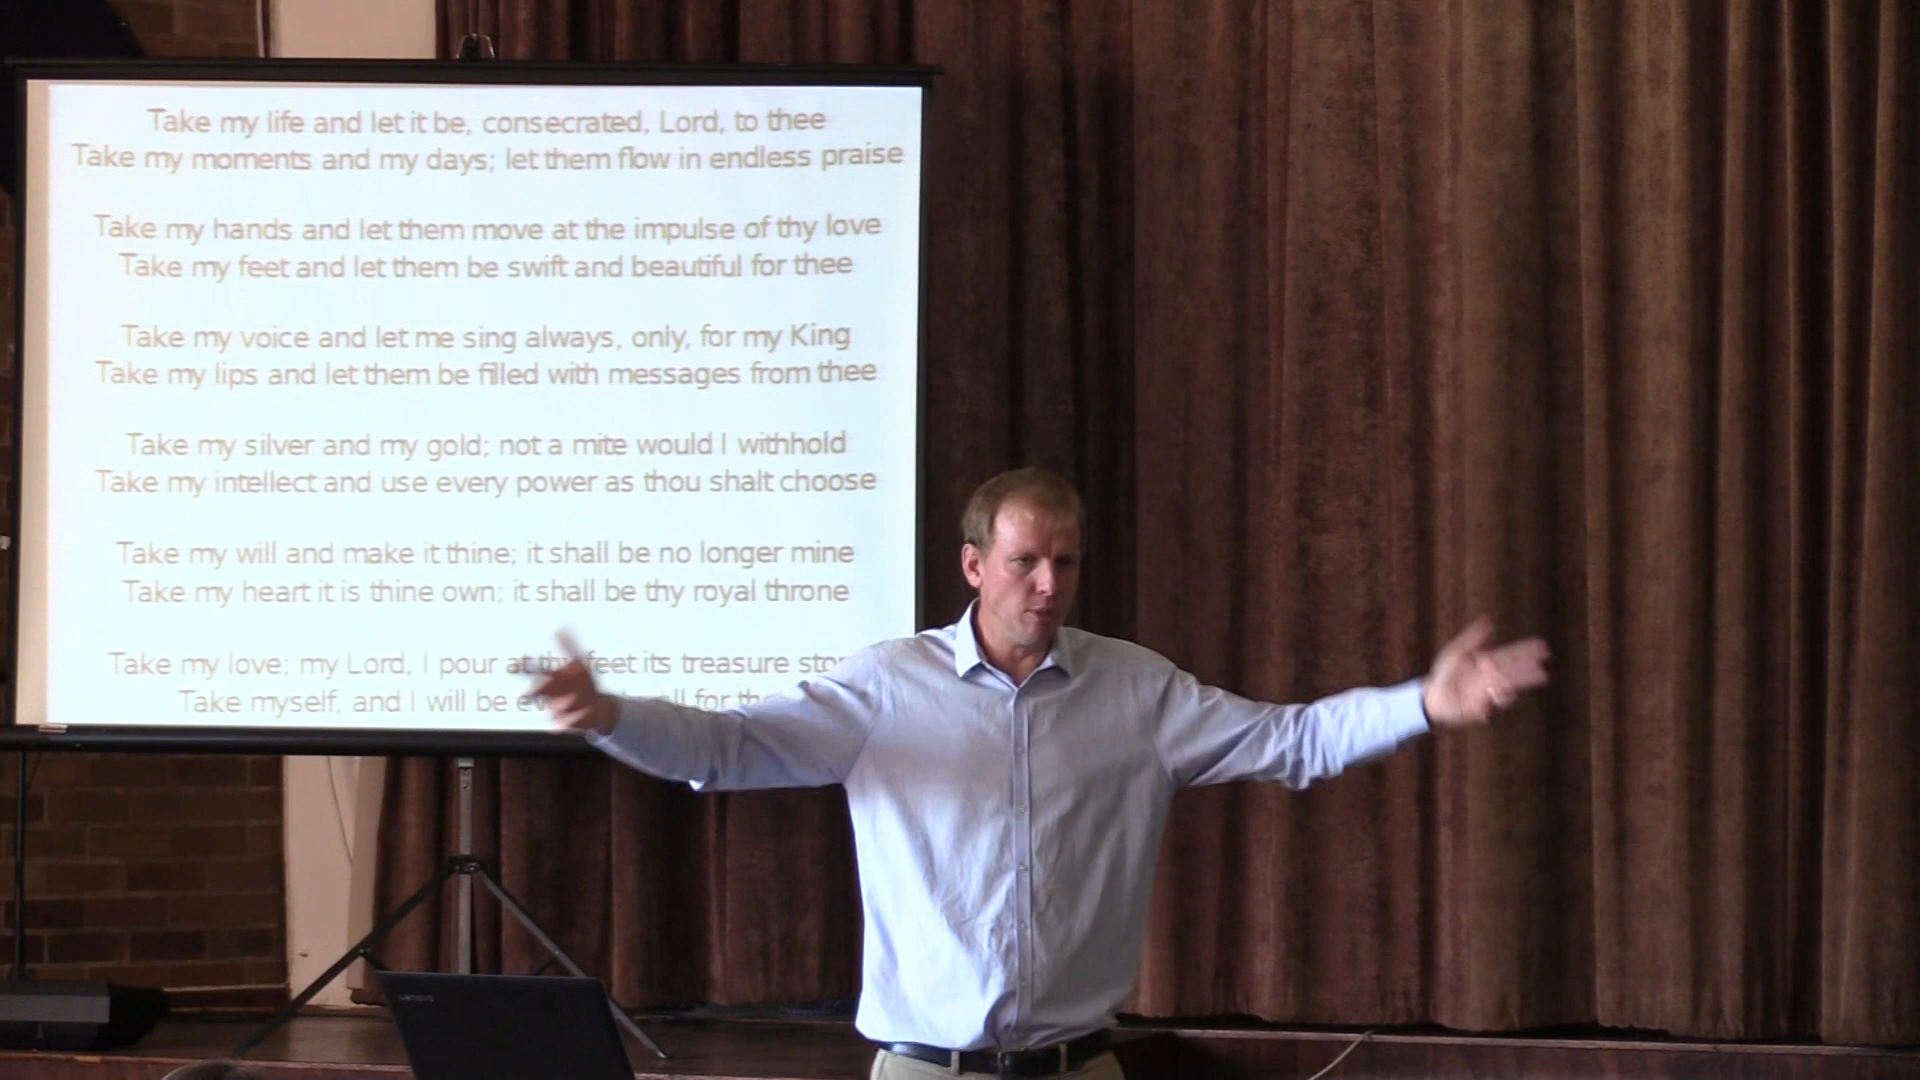 Take my life and let it be, consecrated, Lord, to thee
Take my moments and my days; let them flow in endless praise
Take my hands and let them move at the impulse of thy love
Take my feet and let them be swift and beautiful for thee
Take my voice and let me sing always, only, for my King
Take my lips and let them be filled with messages from thee
Take my silver and my gold; not a mite would I withhold
Take my intellect and use every power as thou shalt choose
Take my will and make it thine; it shall be no longer mine
Take my heart it is thine own; it shall be thy royal throne
Take my love; my Lord, I pour at thy feet its treasure
Take myself, and I will be for
Lenovo